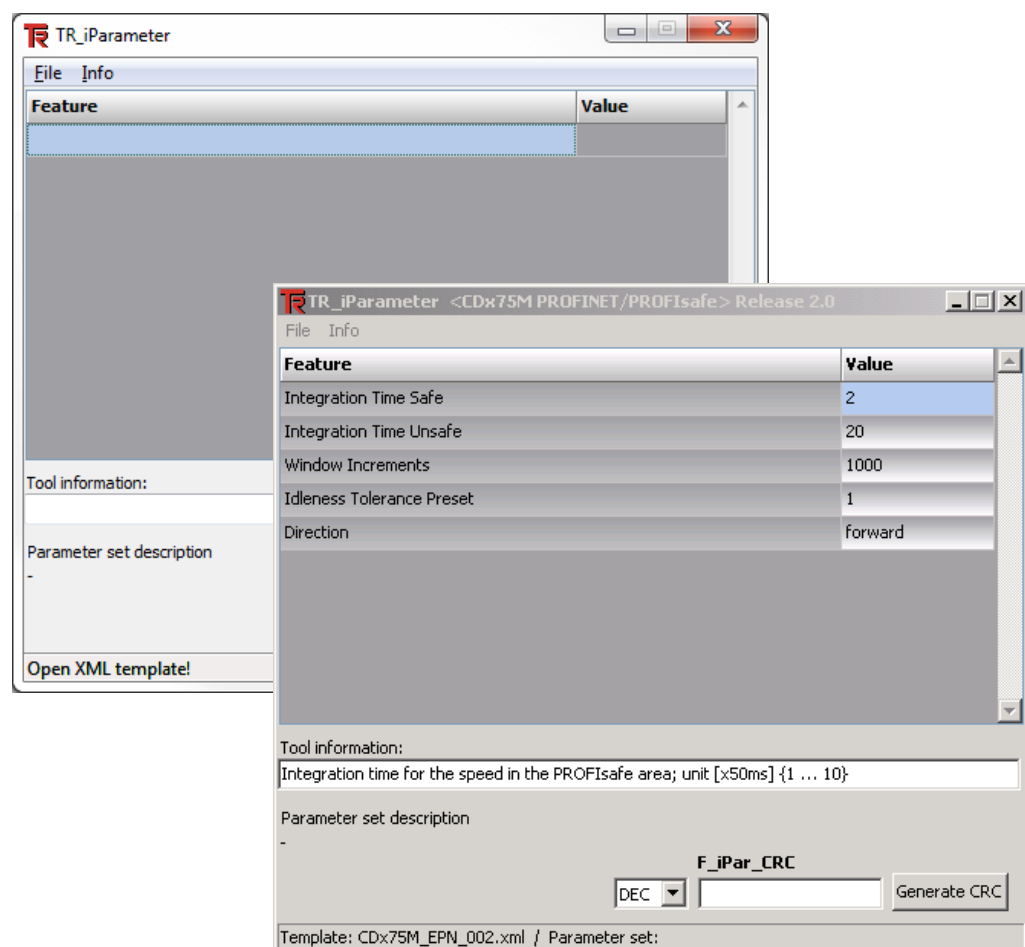 TR_iParameter
File Info
Feature Value
Tool information:
Parameter set description
-
Open XML template!
TR_iParameter <CDx75M PROFINET/PROFIsafe> Release 2.0
File Info
Feature Value
Integration Time Safe 2
Integration Time Unsafe 20
Window Increments 1000
Idleness Tolerance Preset 1
Direction forward
Tool information:
Integration time for the speed in the PROFIsafe area; unit [x50ms] {1 ... 10}
Parameter set description
-
F_iPar_CRC
DEC Generate CRC
Template: CDx75M_EPN_002.xml / Parameter set: